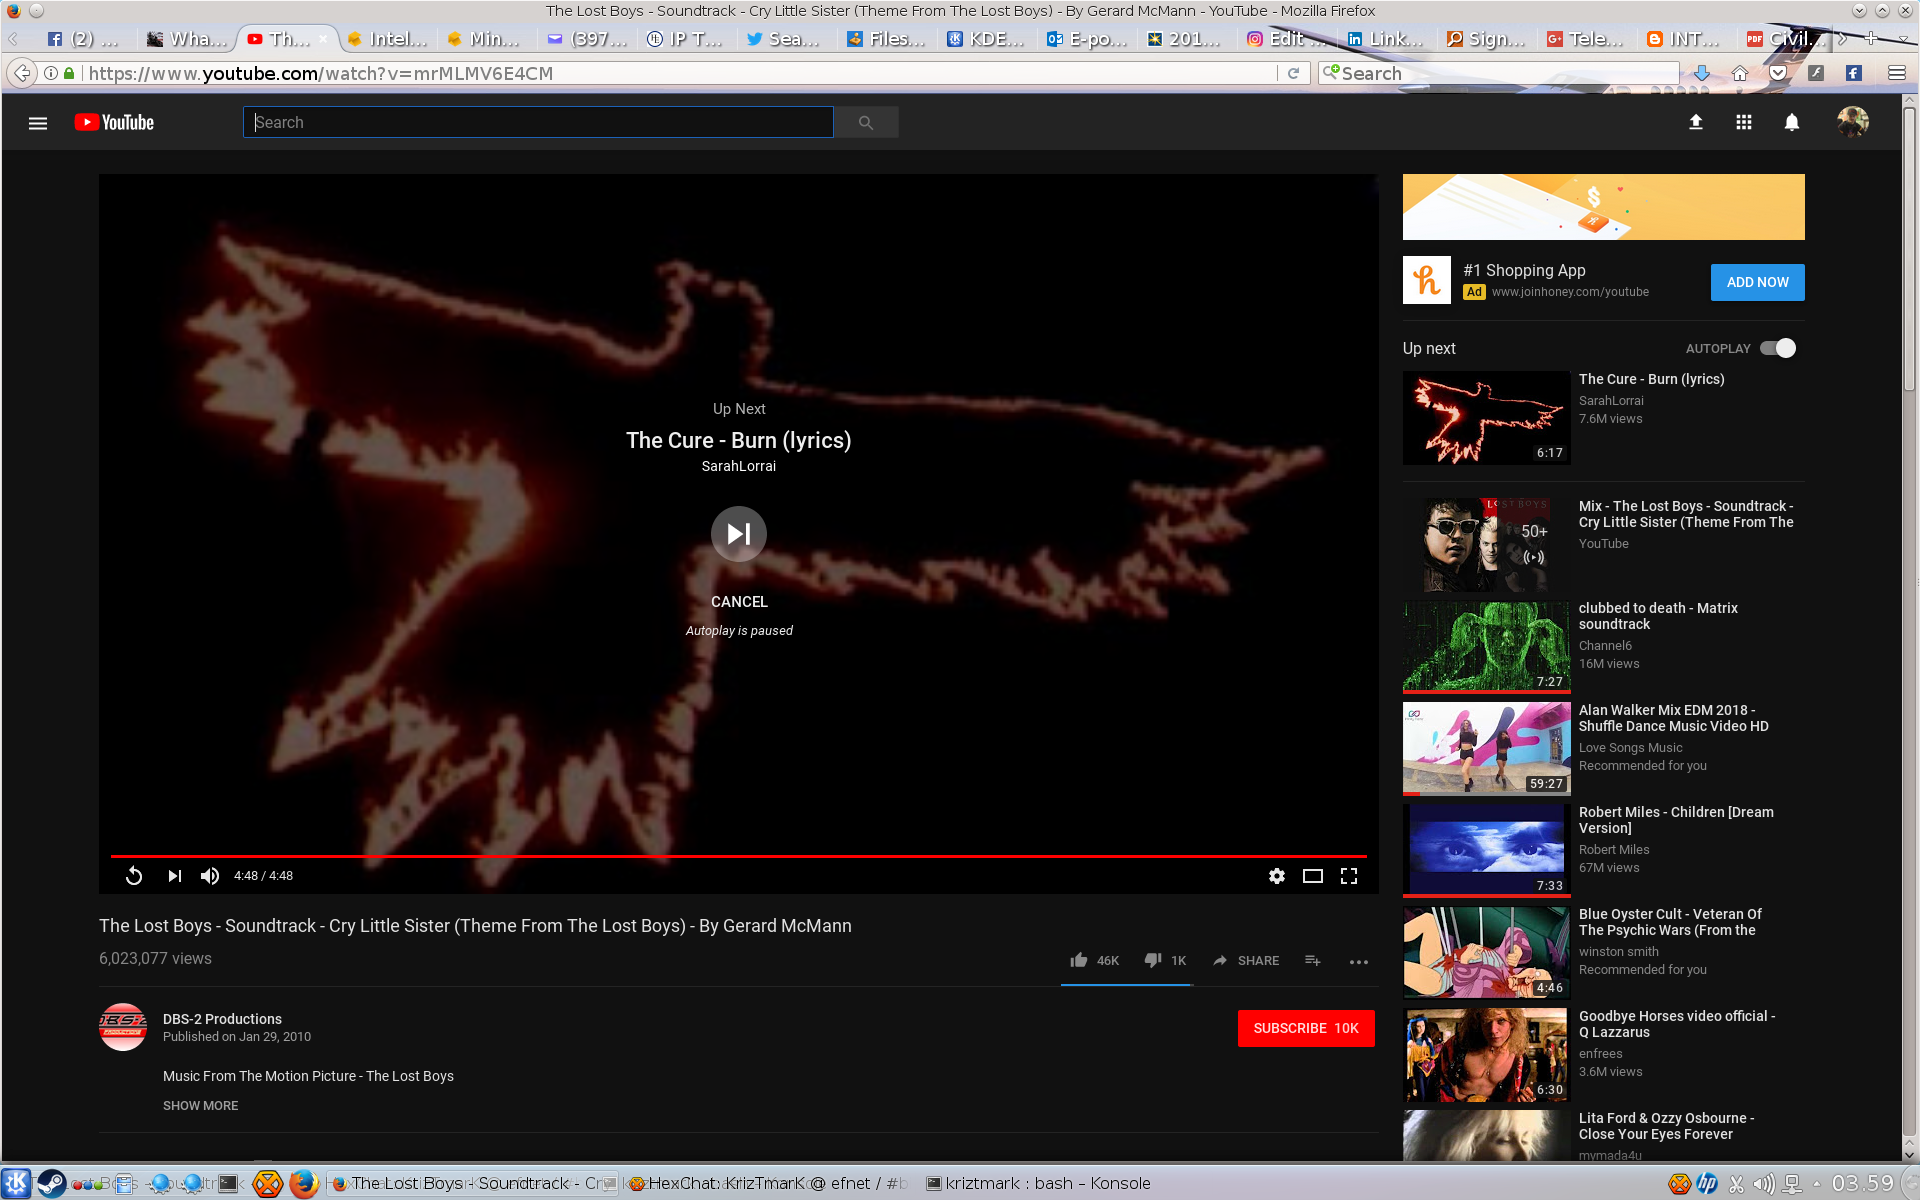 The Lost Boys - Soundtrack - Cry Little Sister (Theme From The Lost Boys) - By Gerard McMann - YouTube - Mozilla Firefox
(2) ...
Wha...
Th...
Intel...
Min...
(397...
IP T...
Sea...
Files...
KDE...
E-po...
201...
Edit ...
Link...
Sign...
Tele...
INT...
Civil...
https://www.youtube.com/watch?v=mrMLMV6E4CM
Search
YouTube
Search
#1 Shopping App
Ad www.joinhoney.com/youtube
ADD NOW
Up next
AUTOPLAY
The Cure - Burn (lyrics)
SarahLorrai
7.6M views
6:17
Up Next
The Cure - Burn (lyrics)
SarahLorrai
CANCEL
Autoplay is paused
4:48 / 4:48
LOST BOYS
50+
Mix - The Lost Boys - Soundtrack -
Cry Little Sister (Theme From The
YouTube
clubbed to death - Matrix
soundtrack
Channel6
16M views
7:27
Alan Walker Mix EDM 2018 -
Shuffle Dance Music Video HD
Love Songs Music
Recommended for you
59:27
Robert Miles - Children [Dream
Version]
Robert Miles
67M views
7:33
Blue Oyster Cult - Veteran Of
The Psychic Wars (From the
winston smith
Recommended for you
4:46
Goodbye Horses video official -
Q Lazzarus
enfrees
3.6M views
6:30
Lita Ford & Ozzy Osbourne -
Close Your Eyes Forever
mymada4u
The Lost Boys - Soundtrack - Cry Little Sister (Theme From The Lost Boys) - By Gerard McMann
6,023,077 views
46K
1K
SHARE
DBS-2 Productions
Published on Jan 29, 2010
SUBSCRIBE 10K
Music From The Motion Picture - The Lost Boys
SHOW MORE
The Lost Boys - Soundtrack - Cr
HexChat: KrizTmarK @ efnet / #b
kriztmark : bash – Konsole
03.59